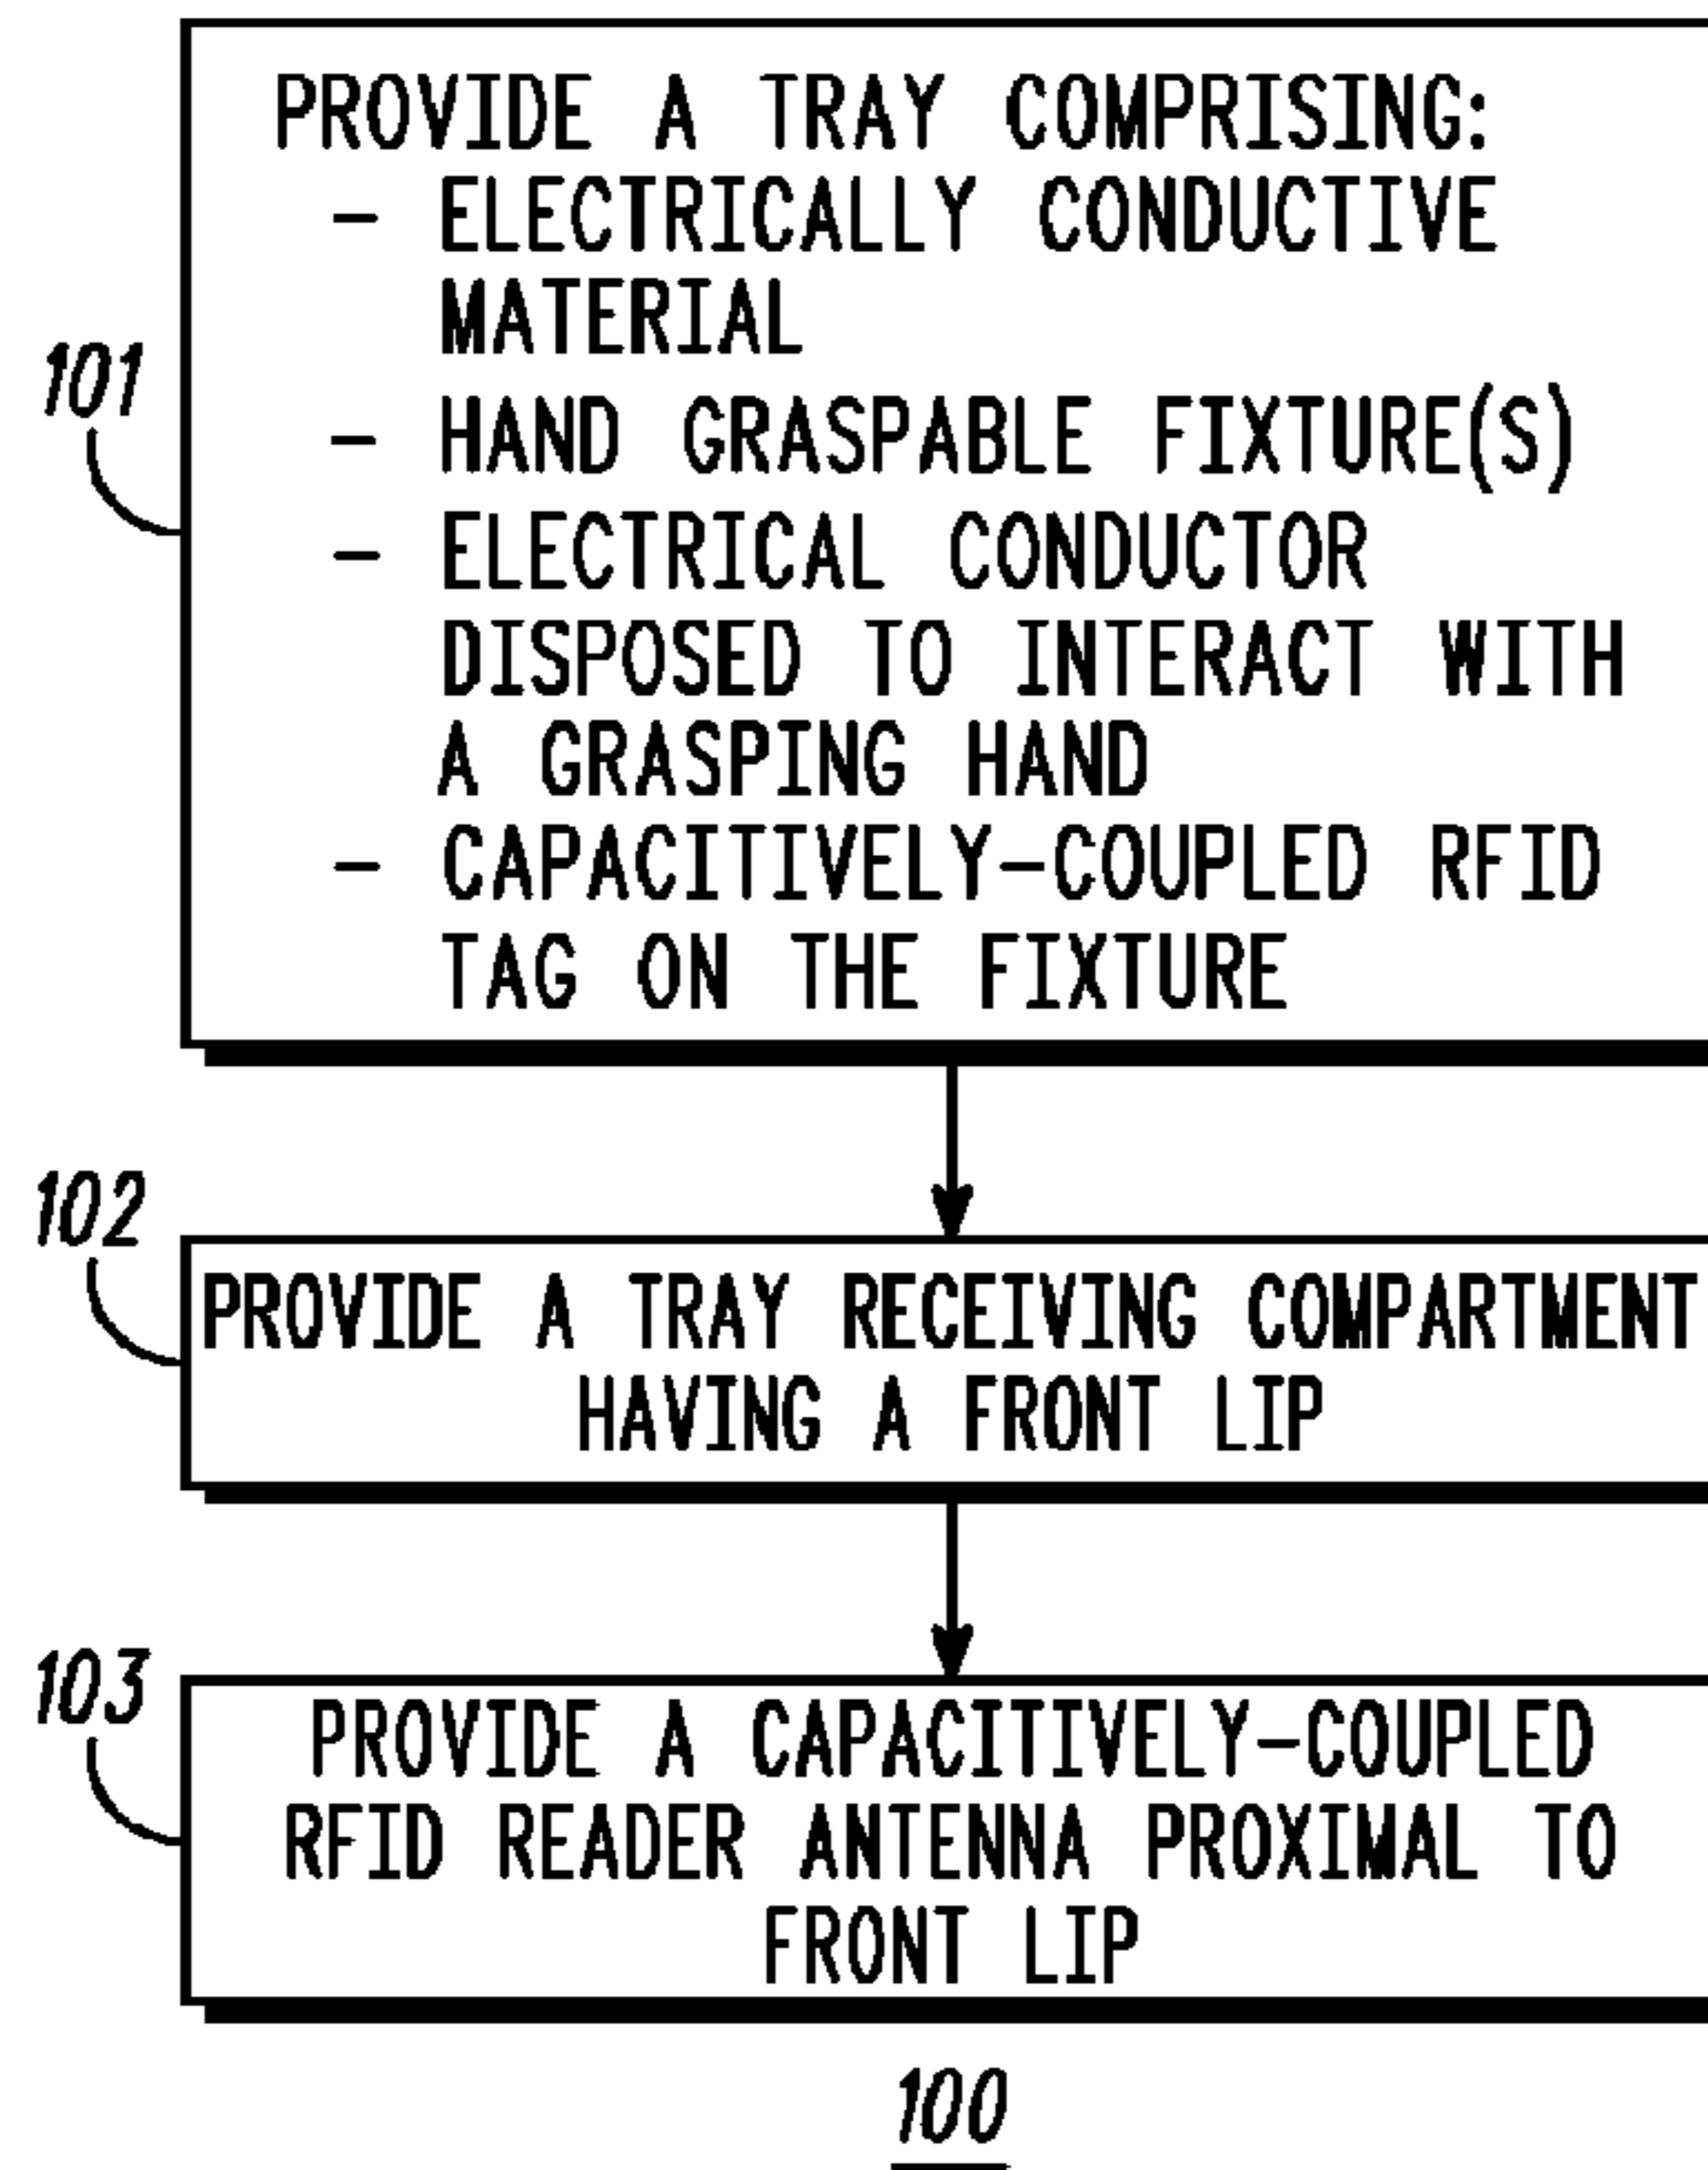 PROVIDE A TRAY COMPRISING:
- ELECTRICALLY CONDUCTIVE
MATERIAL
101
- HAND GRASPABLE FIXTURE(S)
- ELECTRICAL CONDUCTOR
DISPOSED TO INTERACT WITH
A GRASPING HAND
- CAPACITIVELY-COUPLED RFID
TAG ON THE FIXTURE
102
PROVIDE A TRAY RECEIVING COMPARTMENT
HAVING A FRONT LIP
103
PROVIDE A CAPACITIVELY-COUPLED
RFID READER ANTENNA PROXIMAL TO
FRONT LIP
100